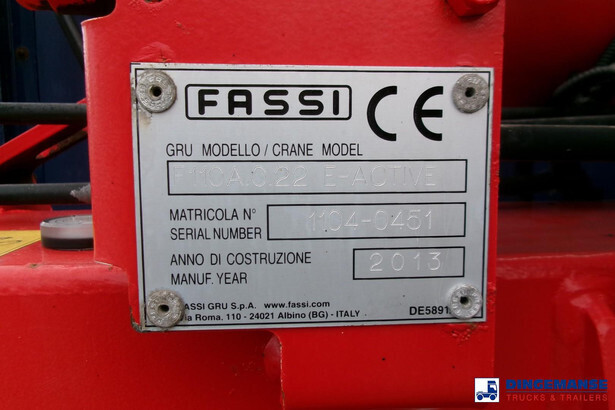 FASSI CE
GRU MODELLO / CRANE MODEL
F110A.0.22 E-ACTIVE
MATRICOLA N°
SERIAL NUMBER 1104-0451
ANNO DI COSTRUZIONE
MANUF. YEAR 2013
FASSI GRU S.p.A. www.fassi.com
Via Roma. 110 - 24021 Albino (BG) - ITALY DE5891
KINDEMANSE
TRUCKS & TRAILERS